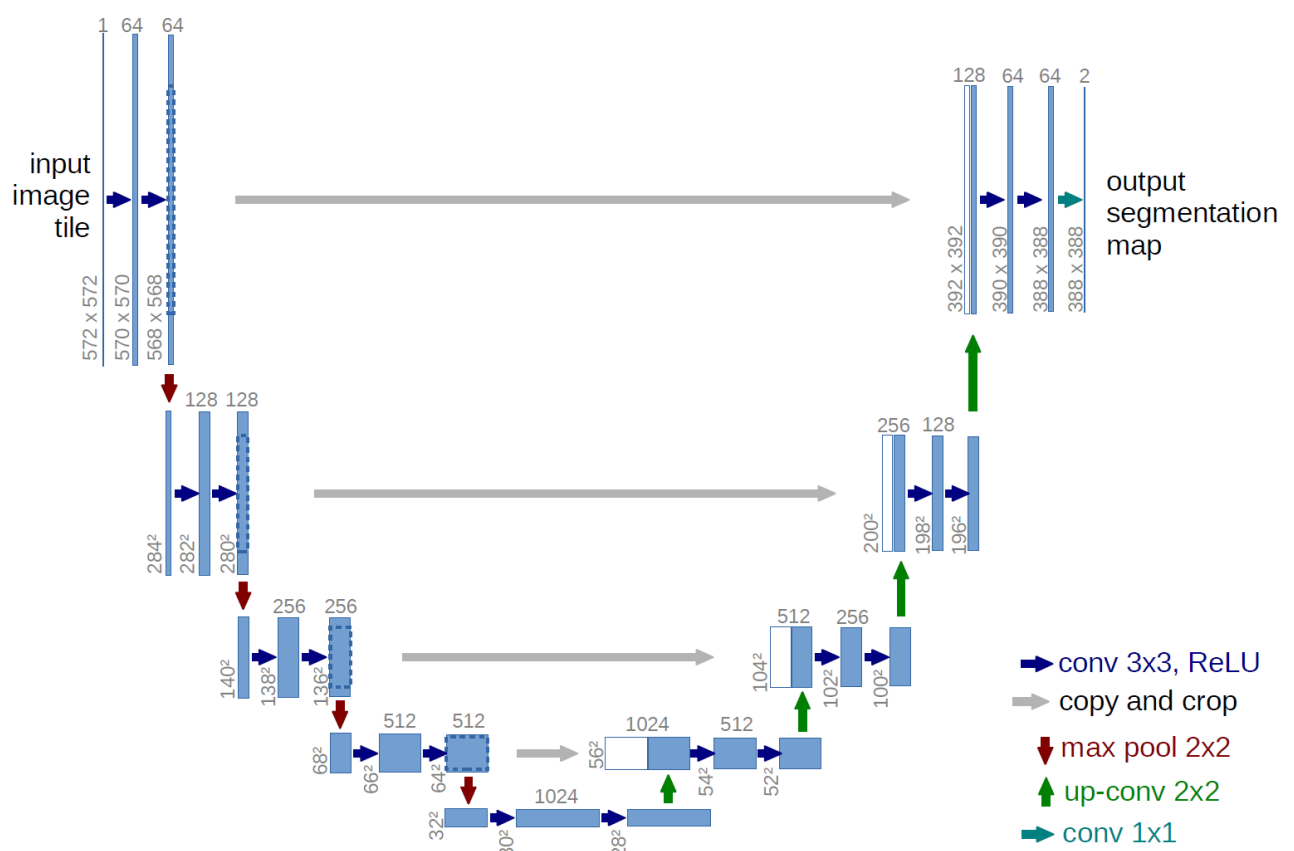 1 64 64
128 64 64 2
input
image
tile
output
segmentation
map
572 x 572
570 x 570
568 x 568
392 x 392
390 x 390
388 x 388
388 x 388
128 128
256 128
284²
282²
280²
200²
198²
196²
256 256
512 256
140²
138²
136²
104²
102²
100²
512 512
1024 512
68²
66²
64²
56²
54²
52²
1024
32²
conv 3x3, ReLU
copy and crop
max pool 2x2
up-conv 2x2
conv 1x1